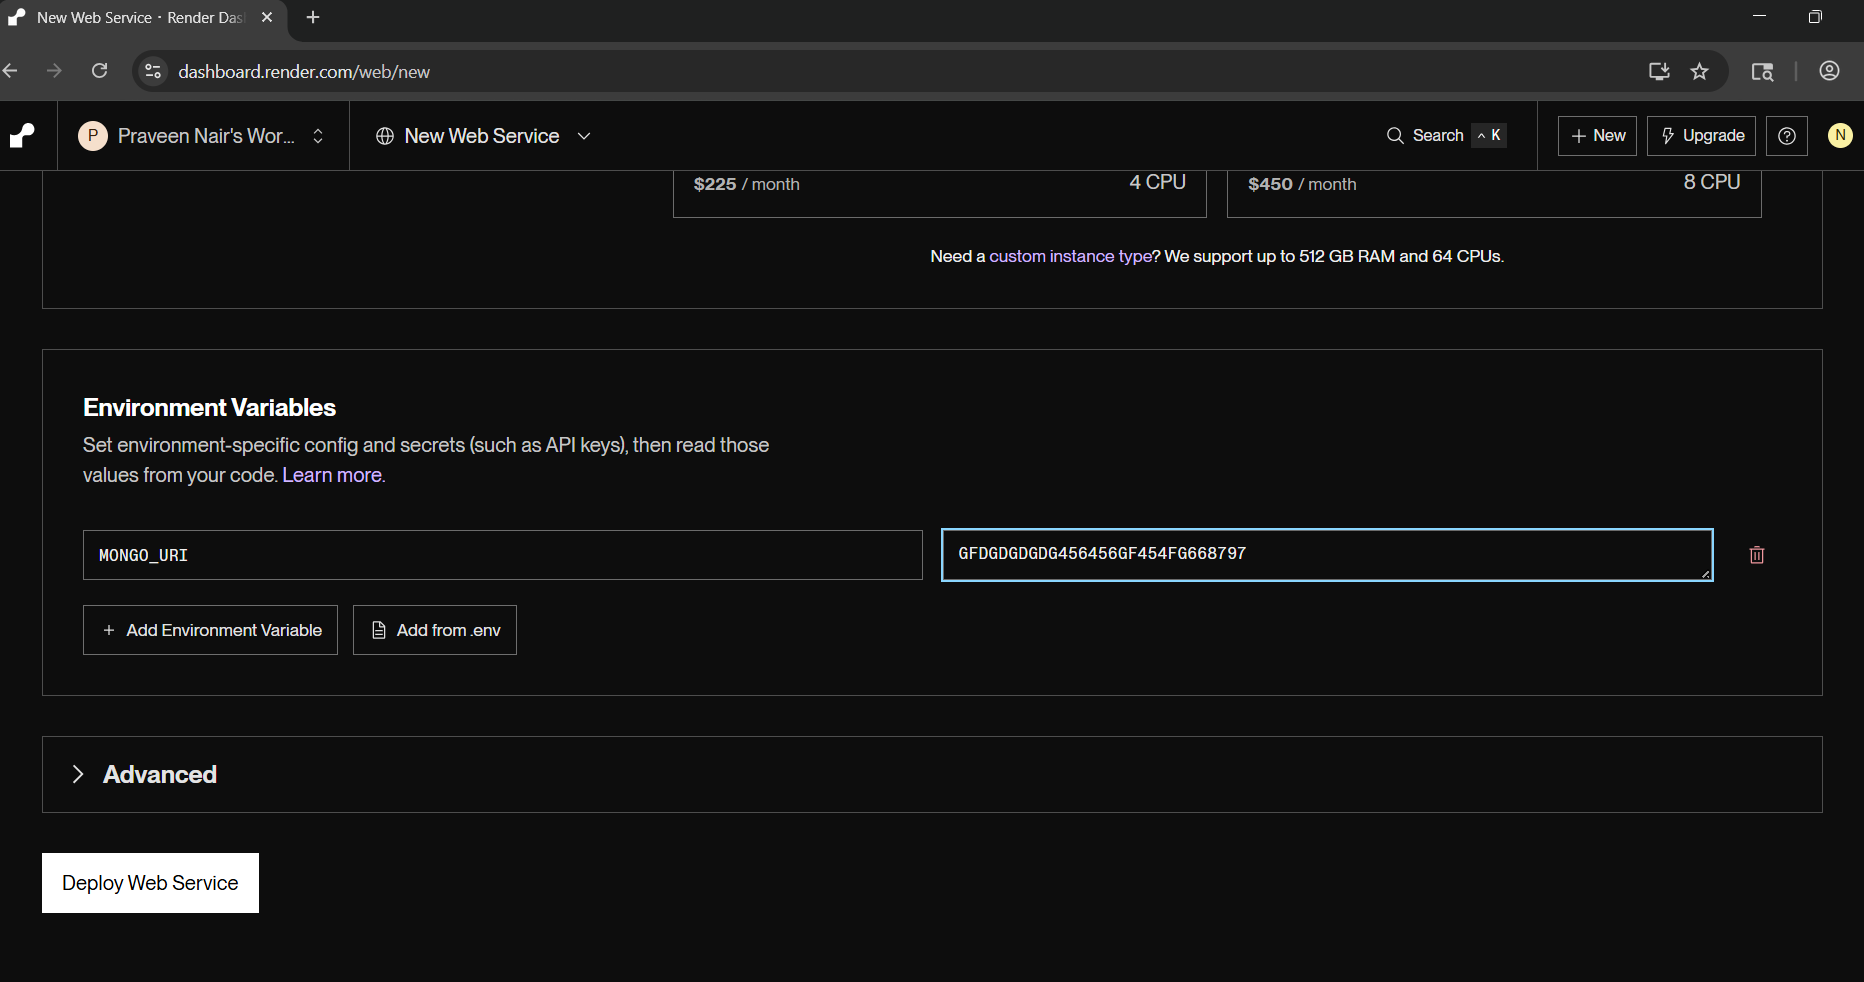 New Web Service · Render Das
dashboard.render.com/web/new
P Praveen Nair's Wor...
New Web Service
Search ^ K
+ New
Upgrade
N
$225 / month 4 CPU
$450 / month 8 CPU
Need a custom instance type? We support up to 512 GB RAM and 64 CPUs.
Environment Variables
Set environment-specific config and secrets (such as API keys), then read those
values from your code. Learn more.
MONGO_URI
GFDGDGDGDG456456GF454FG668797
+ Add Environment Variable
Add from .env
Advanced
Deploy Web Service